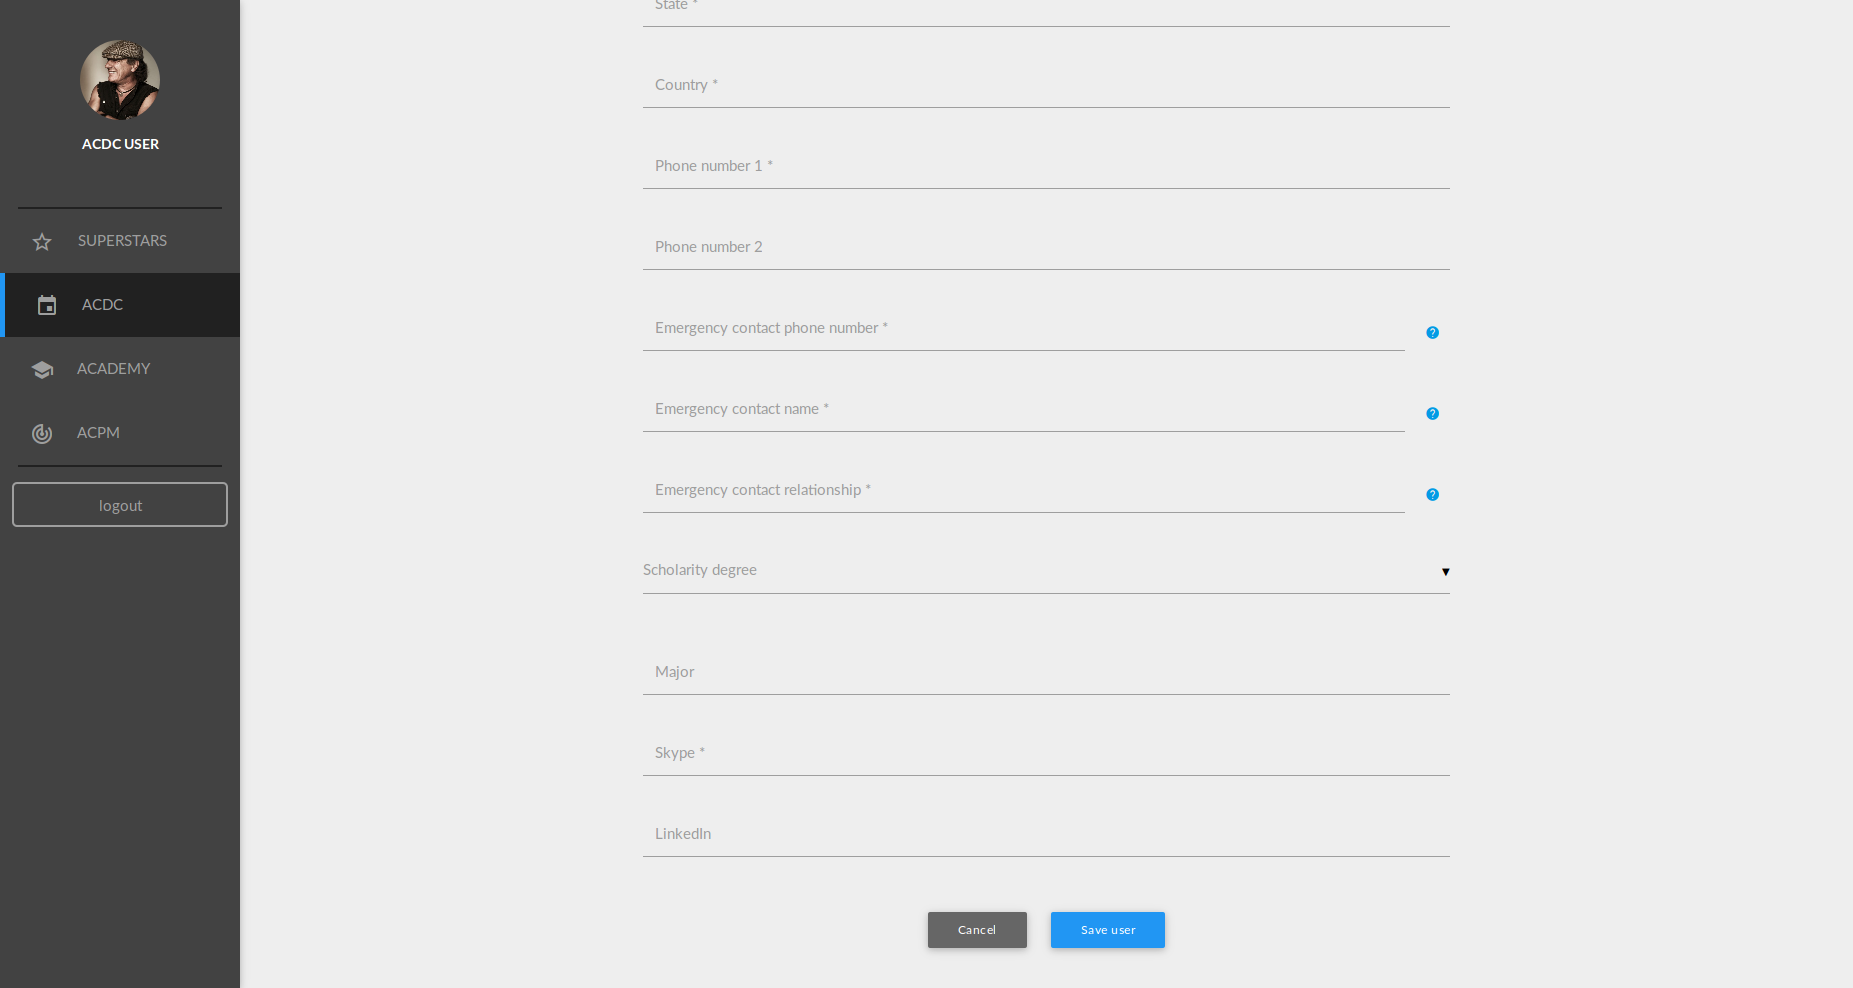 ACDC USER
SUPERSTARS
ACDC
ACADEMY
ACPM
logout
State *
Country *
Phone number 1 *
Phone number 2
Emergency contact phone number *
Emergency contact name *
Emergency contact relationship *
Scholarity degree
Major
Skype *
LinkedIn
Cancel
Save user